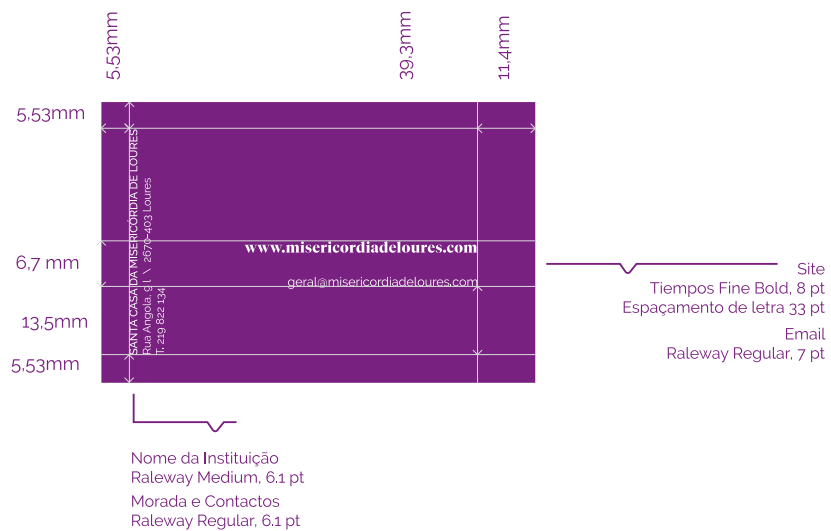 5,53mm
39,3mm
11,4mm
5,53mm
6,7 mm
13,5mm
5,53mm
SANTA CASA DA MISERICÓRDIA DE LOURES
Rua Angola, 9 l \ 2670-403 Loures
T. 219 822 134
www.misericordiadeloures.com
geral@misericordiadeloures.com
Site
Tiempos Fine Bold, 8 pt
Espaçamento de letra 33 pt
Email
Raleway Regular, 7 pt
Nome da Instituição
Raleway Medium, 6.1 pt
Morada e Contactos
Raleway Regular, 6.1 pt